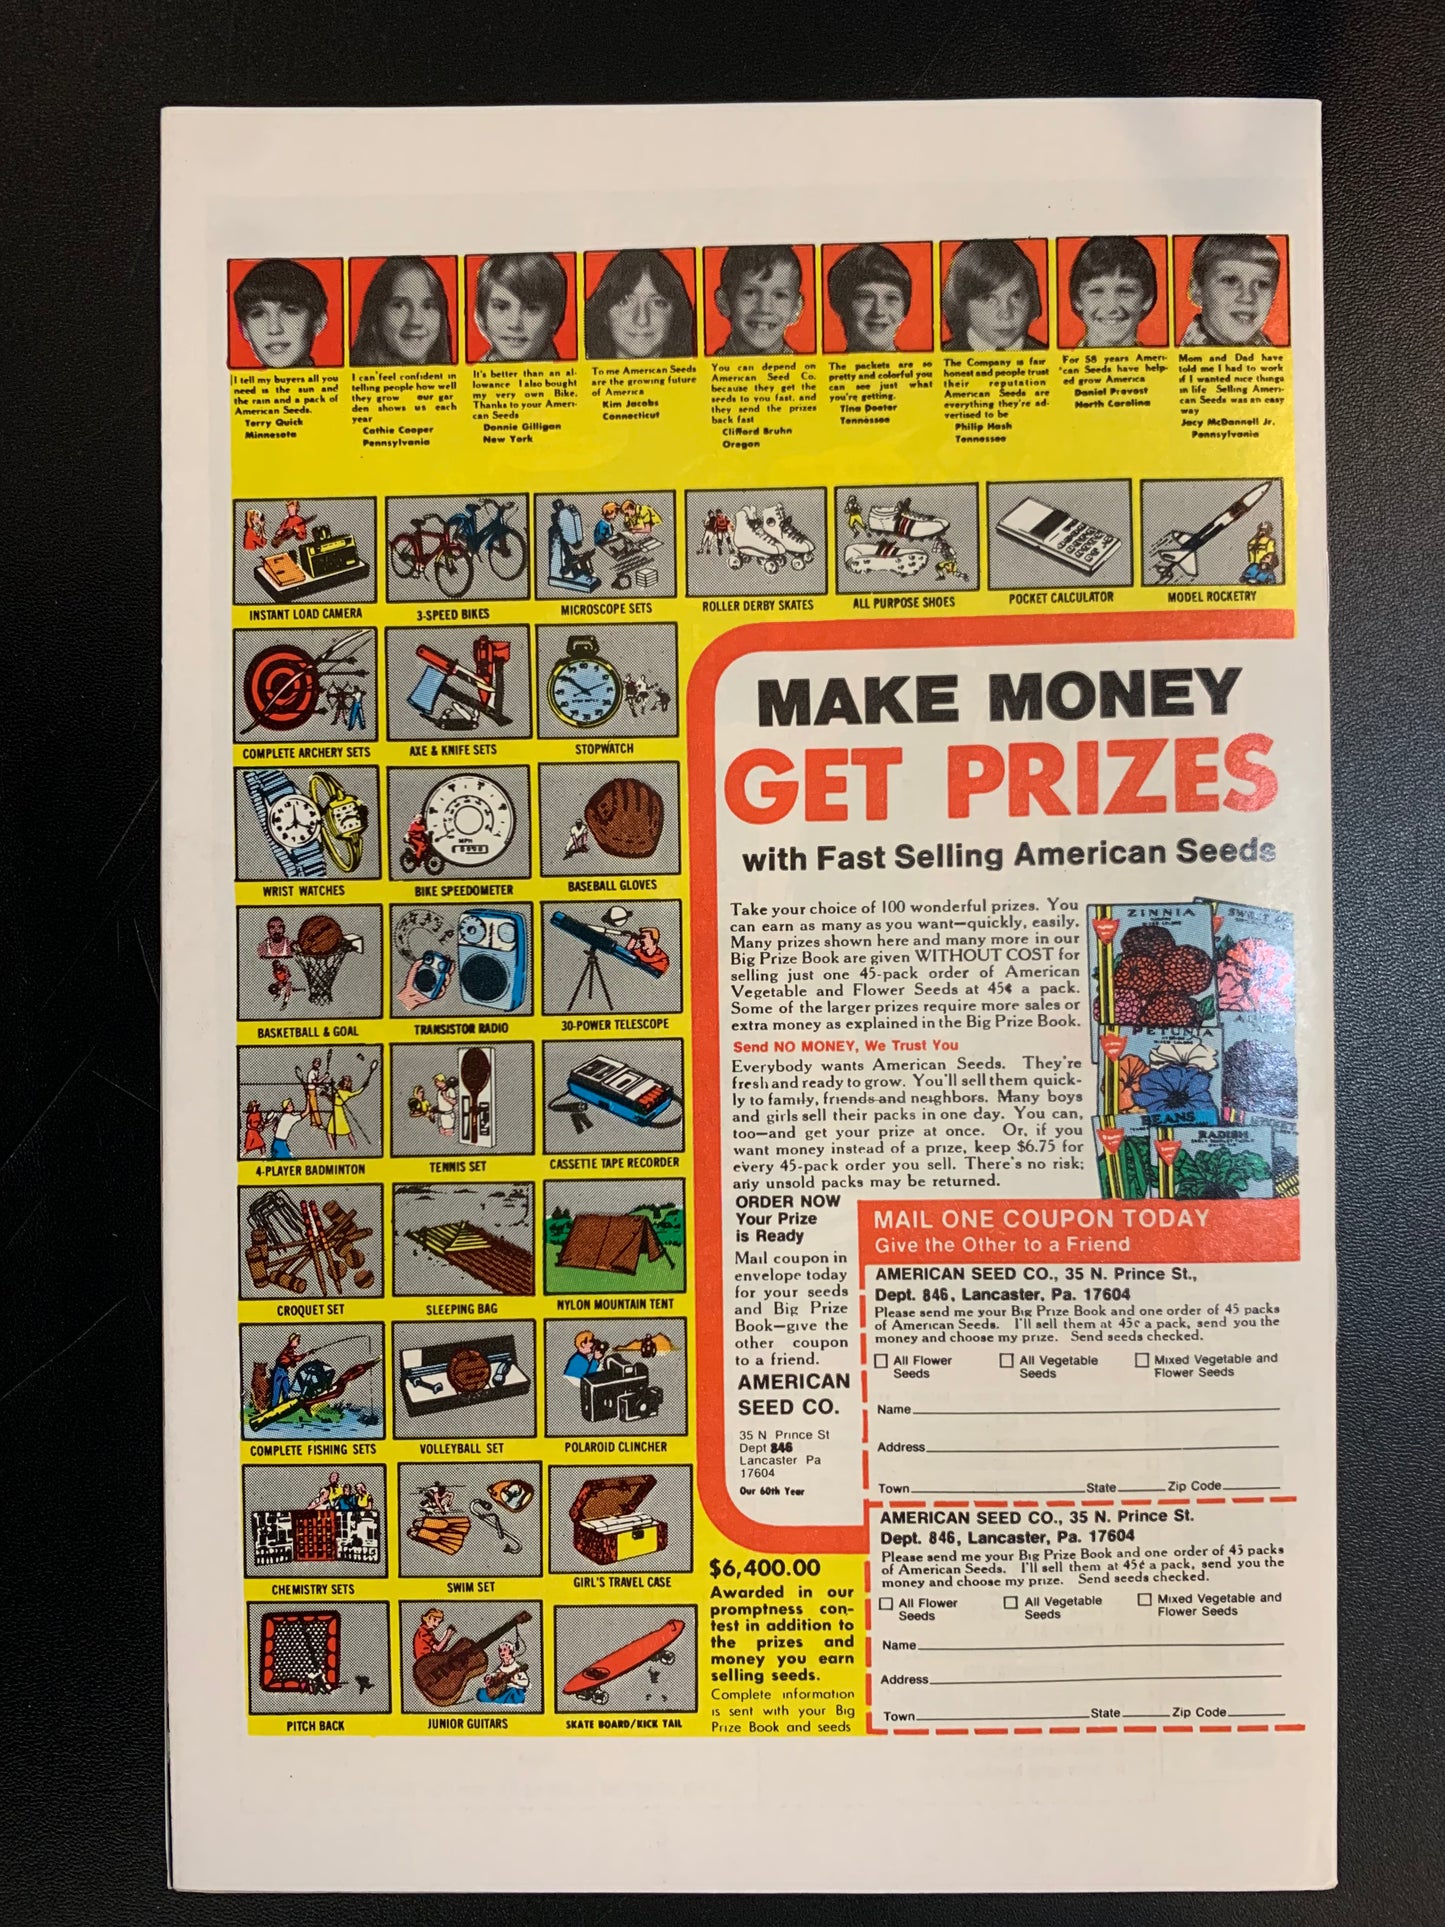 I tell my buyers all you
need is the sun and
the rain and a pack of
American Seeds.
Terry Quick
Minnesota
I can feel confident in
telling people how well
they grow our gar
den shows us each
year
Cathie Cooper
Pennsylvania
It's better than an al-
lowance I also bought
my very own Bike.
Thanks to your Ameri-
can Seeds
Donnie Gilligan
New York
To me American Seeds
are the growing future
of America
Kim Jacobs
Connecticut
You can depend on
American Seed Co.
because they get the
seeds to you fast, and
they send the prizes
back fast
Clifford Bruhn
Oregon
The packets are so
pretty and colorful you
can see just what
you're getting.
Tina Deeter
Tennessee
The Company is fair
honest and people trust
their reputation
American Seeds are
everything they're ad-
vertised to be
Philip Hash
Tennessee
For 58 years Ameri-
can Seeds have help-
ed grow America
Daniel Provost
North Carolina
Mom and Dad have
told me I had to work
if I wanted nice things
in life Selling Ameri-
can Seeds was an easy
way
Jacy McDannell Jr.
Pennsylvania
INSTANT LOAD CAMERA
3-SPEED BIKES
MICROSCOPE SETS
ROLLER DERBY SKATES
ALL PURPOSE SHOES
POCKET CALCULATOR
MODEL ROCKETRY
COMPLETE ARCHERY SETS
AXE & KNIFE SETS
STOPWATCH
WRIST WATCHES
MPH
BIKE SPEEDOMETER
BASEBALL GLOVES
BASKETBALL & GOAL
TRANSISTOR RADIO
30-POWER TELESCOPE
4-PLAYER BADMINTON
TENNIS SET
CASSETTE TAPE RECORDER
CROQUET SET
SLEEPING BAG
NYLON MOUNTAIN TENT
COMPLETE FISHING SETS
VOLLEYBALL SET
POLAROID CLINCHER
CHEMISTRY SETS
SWIM SET
GIRL'S TRAVEL CASE
PITCH BACK
JUNIOR GUITARS
SKATE BOARD/KICK TAIL
MAKE MONEY
GET PRIZES
with Fast Selling American Seeds
Take your choice of 100 wonderful prizes. You
can earn as many as you want—quickly, easily.
Many prizes shown here and many more in our
Big Prize Book are given WITHOUT COST for
selling just one 45-pack order of American
Vegetable and Flower Seeds at 45¢ a pack.
Some of the larger prizes require more sales or
extra money as explained in the Big Prize Book.
Send NO MONEY, We Trust You
Everybody wants American Seeds. They're
fresh and ready to grow. You'll sell them quick-
ly to family, friends and neighbors. Many boys
and girls sell their packs in one day. You can,
too—and get your prize at once. Or, if you
want money instead of a prize, keep $6.75 for
every 45-pack order you sell. There's no risk;
any unsold packs may be returned.
ZINNIA
PETUNIA
BEANS
RADISH
ORDER NOW
Your Prize
is Ready
Mail coupon in
envelope today
for your seeds
and Big Prize
Book—give the
other coupon
to a friend.
AMERICAN
SEED CO.
35 N Prince St
Dept 846
Lancaster Pa
17604
Our 60th Year
MAIL ONE COUPON TODAY
Give the Other to a Friend
AMERICAN SEED CO., 35 N. Prince St.,
Dept. 846, Lancaster, Pa. 17604
Please send me your Big Prize Book and one order of 45 packs
of American Seeds. I'll sell them at 45¢ a pack, send you the
money and choose my prize. Send seeds checked.
All Flower Seeds
All Vegetable Seeds
Mixed Vegetable and Flower Seeds
Name
Address
Town State Zip Code
AMERICAN SEED CO., 35 N. Prince St.
Dept. 846, Lancaster, Pa. 17604
Please send me your Big Prize Book and one order of 45 packs
of American Seeds. I'll sell them at 45¢ a pack, send you the
money and choose my prize. Send seeds checked.
All Flower Seeds
All Vegetable Seeds
Mixed Vegetable and Flower Seeds
Name
Address
Town State Zip Code
$6,400.00
Awarded in our
promptness con-
test in addition to
the prizes and
money you earn
selling seeds.
Complete information
is sent with your Big
Prize Book and seeds